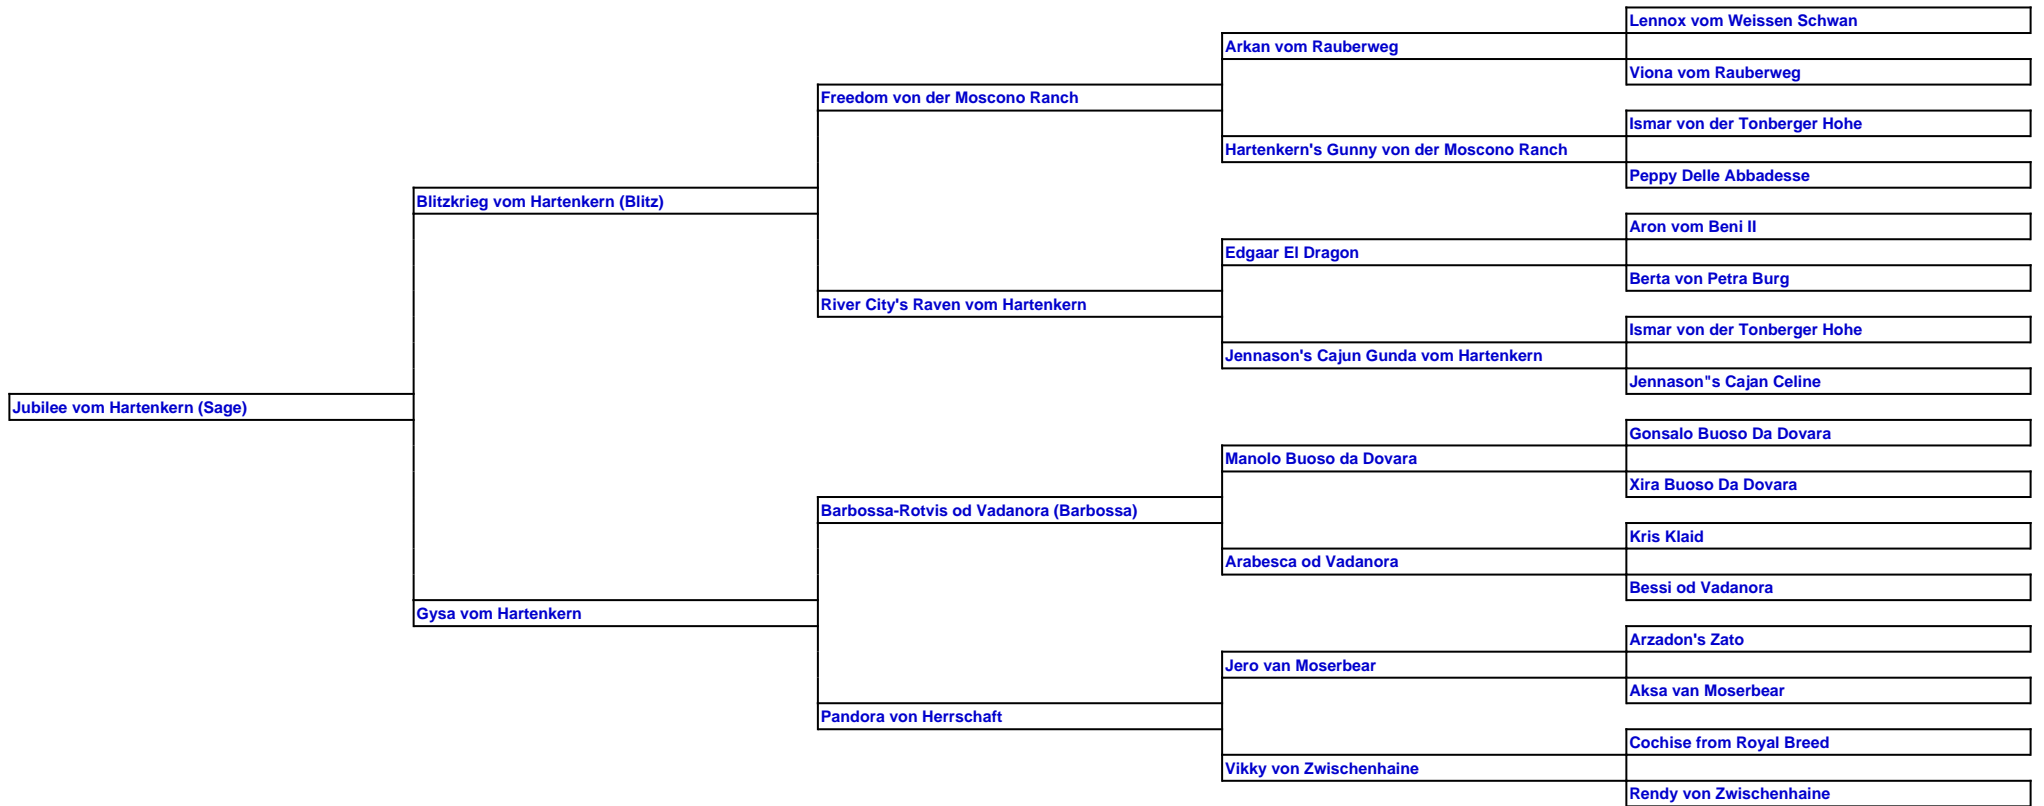 Lennox vom Weissen Schwan
Arkan vom Rauberweg
Viona vom Rauberweg
Freedom von der Moscono Ranch
Ismar von der Tonberger Hohe
Hartenkern's Gunny von der Moscono Ranch
Peppy Delle Abbadesse
Blitzkrieg vom Hartenkern (Blitz)
Aron vom Beni II
Edgaar El Dragon
Berta von Petra Burg
River City's Raven vom Hartenkern
Ismar von der Tonberger Hohe
Jennason's Cajun Gunda vom Hartenkern
Jennason"s Cajan Celine
Jubilee vom Hartenkern (Sage)
Gonsalo Buoso Da Dovara
Manolo Buoso da Dovara
Xira Buoso Da Dovara
Barbossa-Rotvis od Vadanora (Barbossa)
Kris Klaid
Arabesca od Vadanora
Bessi od Vadanora
Gysa vom Hartenkern
Arzadon's Zato
Jero van Moserbear
Aksa van Moserbear
Pandora von Herrschaft
Cochise from Royal Breed
Vikky von Zwischenhaine
Rendy von Zwischenhaine